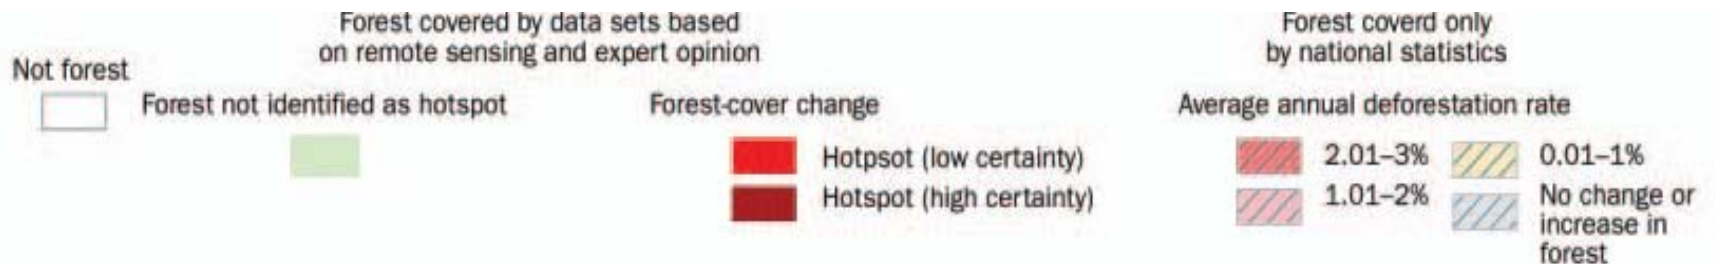 Forest covered by data sets based
on remote sensing and expert opinion
Forest coverd only
by national statistics
Not forest
Forest not identified as hotspot
Forest-cover change
Average annual deforestation rate
Hotpsot (low certainty)
Hotspot (high certainty)
2.01–3%
1.01–2%
0.01–1%
No change or
increase in
forest